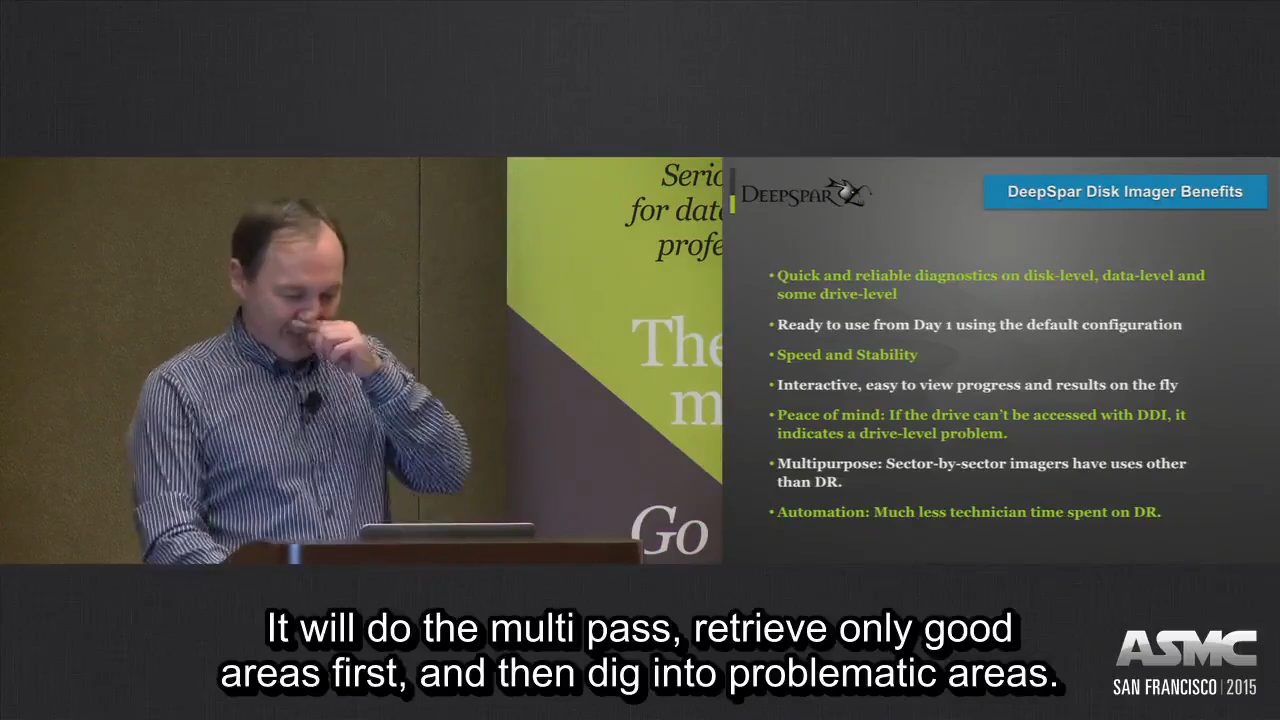 Serio
for data
profe
The
m
Go
DEEPSPAR
DeepSpar Disk Imager Benefits
• Quick and reliable diagnostics on disk-level, data-level and
some drive-level
• Ready to use from Day 1 using the default configuration
• Speed and Stability
• Interactive, easy to view progress and results on the fly
• Peace of mind: If the drive can't be accessed with DDI, it
indicates a drive-level problem.
• Multipurpose: Sector-by-sector imagers have uses other
than DR.
• Automation: Much less technician time spent on DR.
It will do the multi pass, retrieve only good
areas first, and then dig into problematic areas.
ASMC
SAN FRANCISCO | 2015